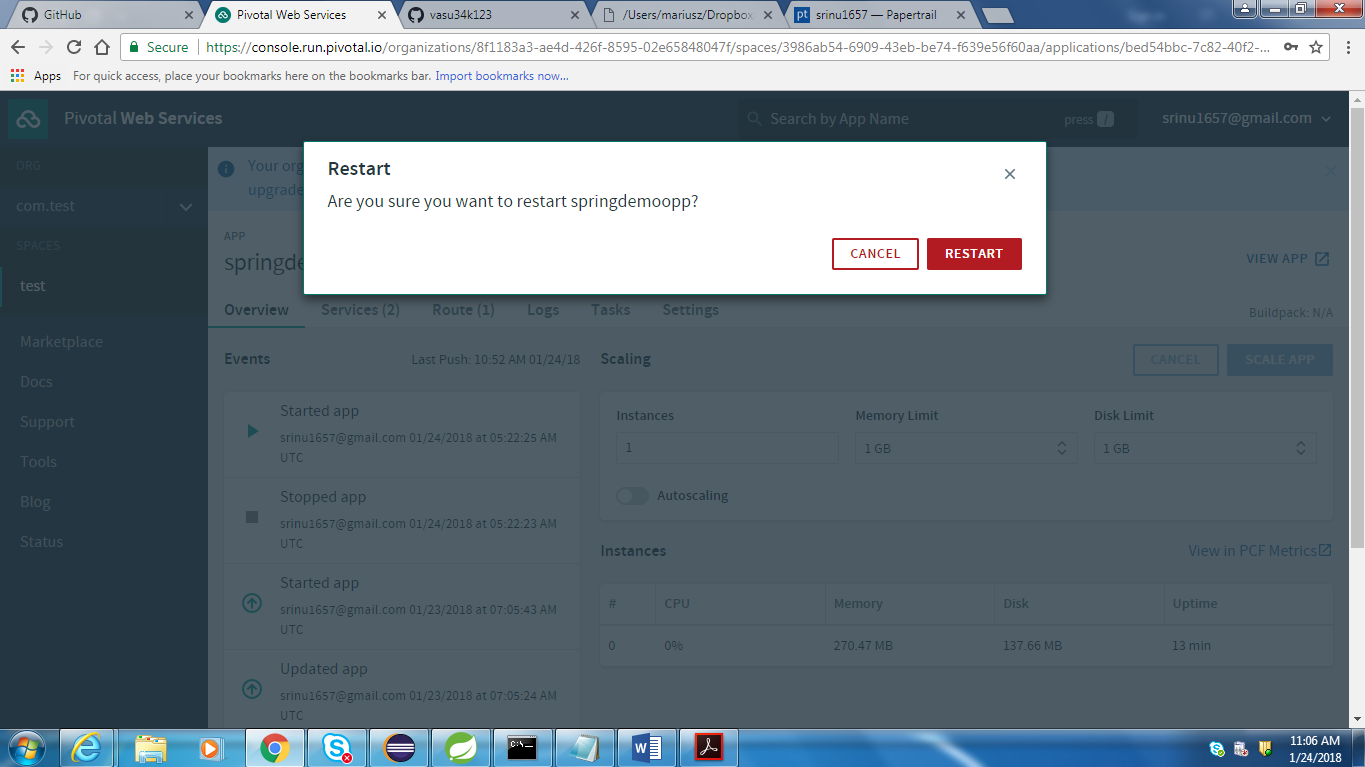 GitHub
Pivotal Web Services
vasu34k123
/Users/mariusz/Dropbox
pt srinu1657 — Papertrail
Secure
https://console.run.pivotal.io/organizations/8f1183a3-ae4d-426f-8595-02e65848047f/spaces/3986ab54-6909-43eb-be74-f639e56f60aa/applications/bed54bbc-7c82-40f2-...
Apps For quick access, place your bookmarks here on the bookmarks bar. Import bookmarks now...
Pivotal Web Services
Search by App Name
press /
srinu1657@gmail.com
ORG
com.test
SPACES
test
Marketplace
Docs
Support
Tools
Blog
Status
Your org
upgrade
Restart
Are you sure you want to restart springdemoopp?
CANCEL
RESTART
APP
springde
VIEW APP
Overview Services (2) Route (1) Logs Tasks Settings
Buildpack: N/A
Events
Last Push: 10:52 AM 01/24/18
Started app
srinu1657@gmail.com 01/24/2018 at 05:22:25 AM
UTC
Stopped app
srinu1657@gmail.com 01/24/2018 at 05:22:23 AM
UTC
Started app
srinu1657@gmail.com 01/23/2018 at 07:05:43 AM
UTC
Updated app
srinu1657@gmail.com 01/23/2018 at 07:05:24 AM
UTC
Scaling
CANCEL
SCALE APP
Instances Memory Limit Disk Limit
1 1 GB 1 GB
Autoscaling
Instances
View in PCF Metrics
# CPU Memory Disk Uptime
0 0% 270.47 MB 137.66 MB 13 min
C:\
W
11:06 AM
1/24/2018